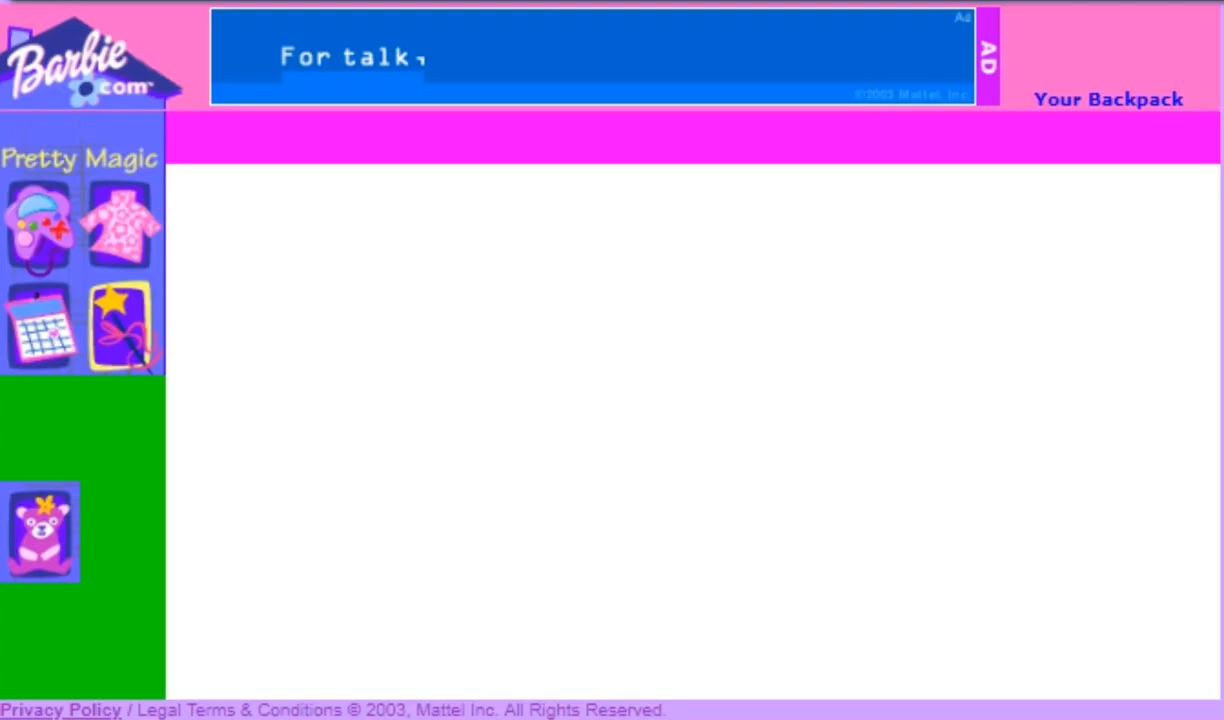 Barbie
.com™
Ad
For talk
©2003 Mattel, Inc.
AD
Your Backpack
Pretty Magic
Privacy Policy / Legal Terms & Conditions © 2003, Mattel Inc. All Rights Reserved.